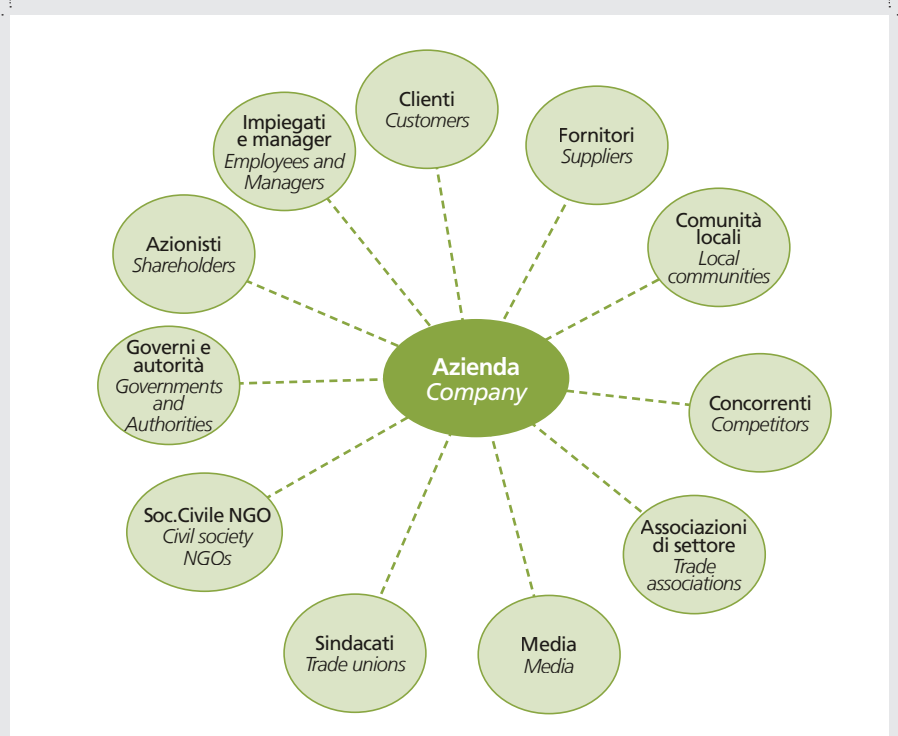 Clienti
Customers
Fornitori
Suppliers
Impiegati
e manager
Employees and
Managers
Comunità
locali
Local
communities
Azionisti
Shareholders
Governi e
autorità
Governments
and
Authorities
Azienda
Company
Concorrenti
Competitors
Soc.Civile NGO
Civil society
NGOs
Associazioni
di settore
Trade
associations
Sindacati
Trade unions
Media
Media